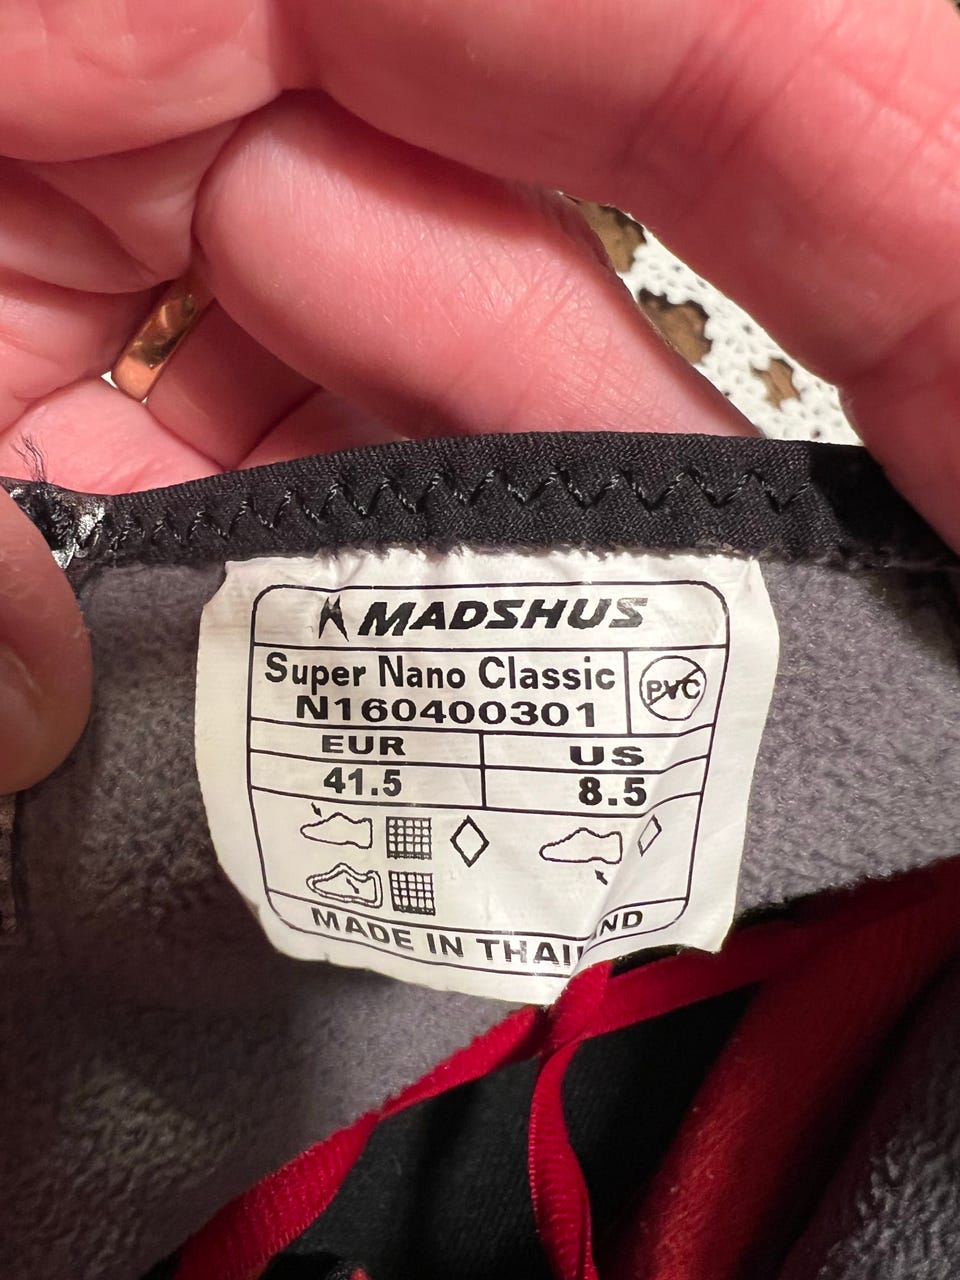 MADSHUS
Super Nano Classic
N160400301
PVC
EUR US
41.5 8.5
MADE IN